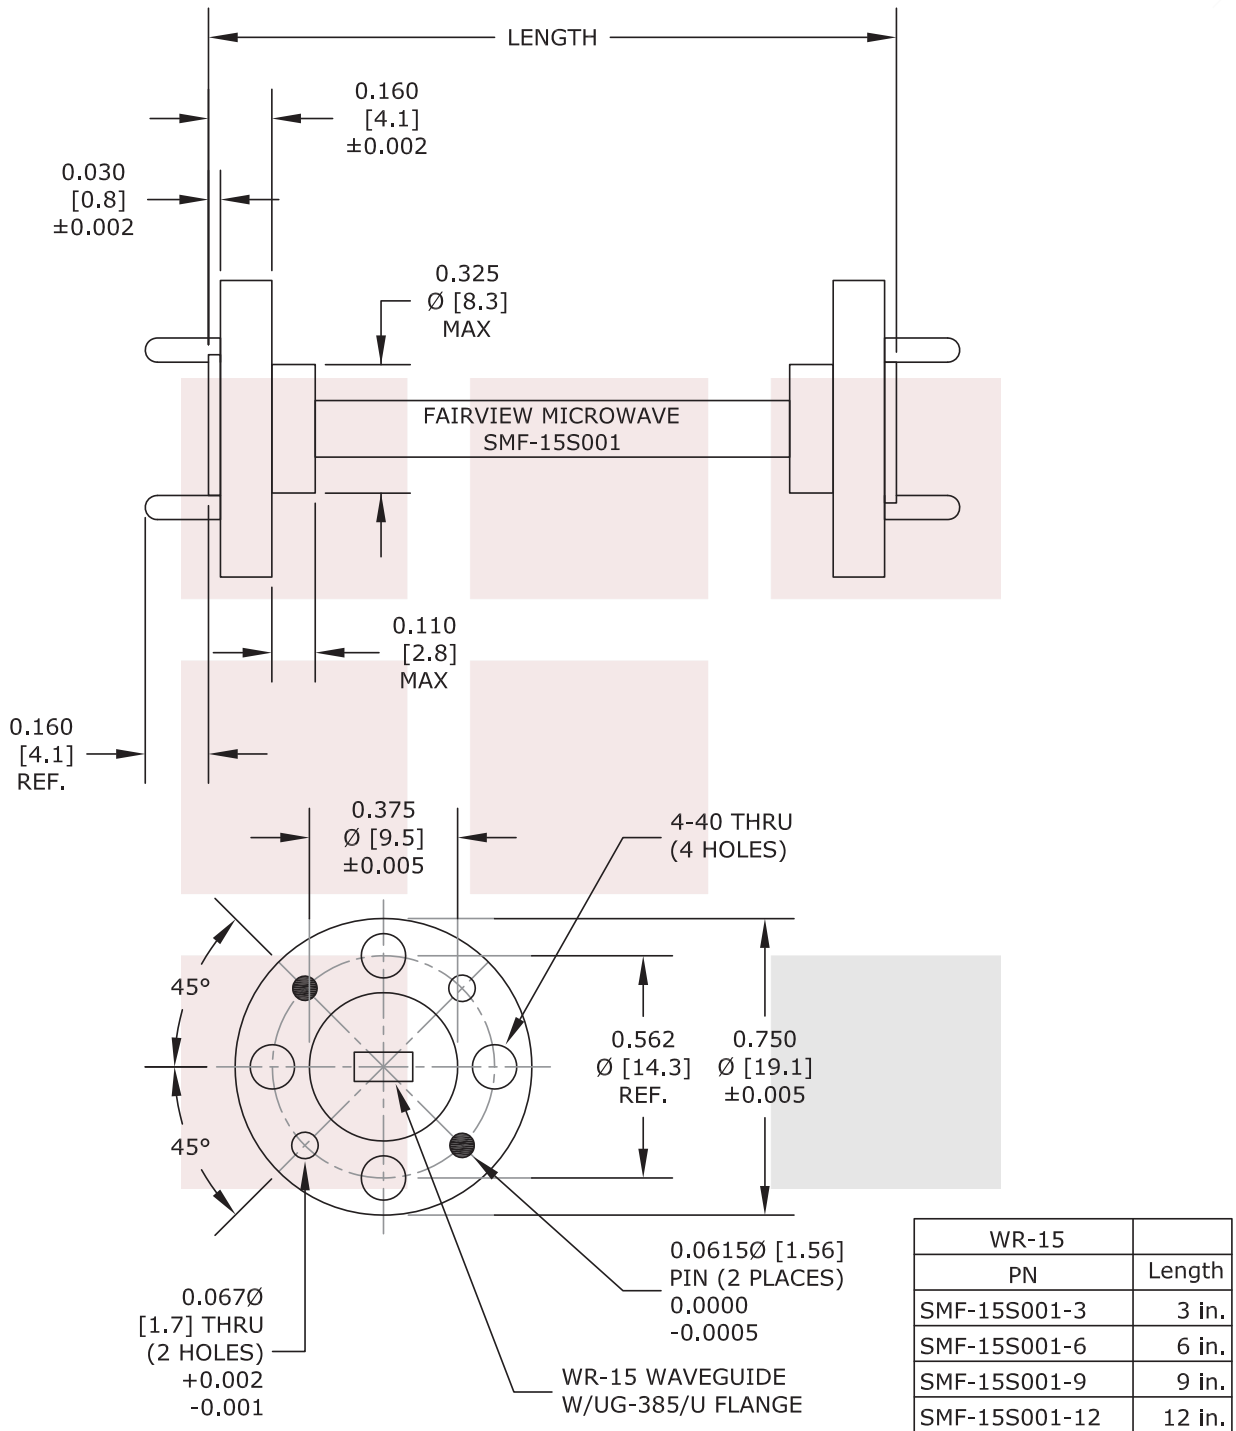 LENGTH
0.160
[4.1]
±0.002
0.030
[0.8]
±0.002
0.325
Ø [8.3]
MAX
FAIRVIEW MICROWAVE
SMF-15S001
0.110
[2.8]
MAX
0.160
[4.1]
REF.
0.375
Ø [9.5]
±0.005
4-40 THRU
(4 HOLES)
45°
45°
0.562
Ø [14.3]
REF.
0.750
Ø [19.1]
±0.005
0.067Ø
[1.7] THRU
(2 HOLES)
+0.002
-0.001
0.0615Ø [1.56]
PIN (2 PLACES)
0.0000
-0.0005
WR-15 WAVEGUIDE
W/UG-385/U FLANGE
WR-15
PN Length
SMF-15S001-3 3 in.
SMF-15S001-6 6 in.
SMF-15S001-9 9 in.
SMF-15S001-12 12 in.